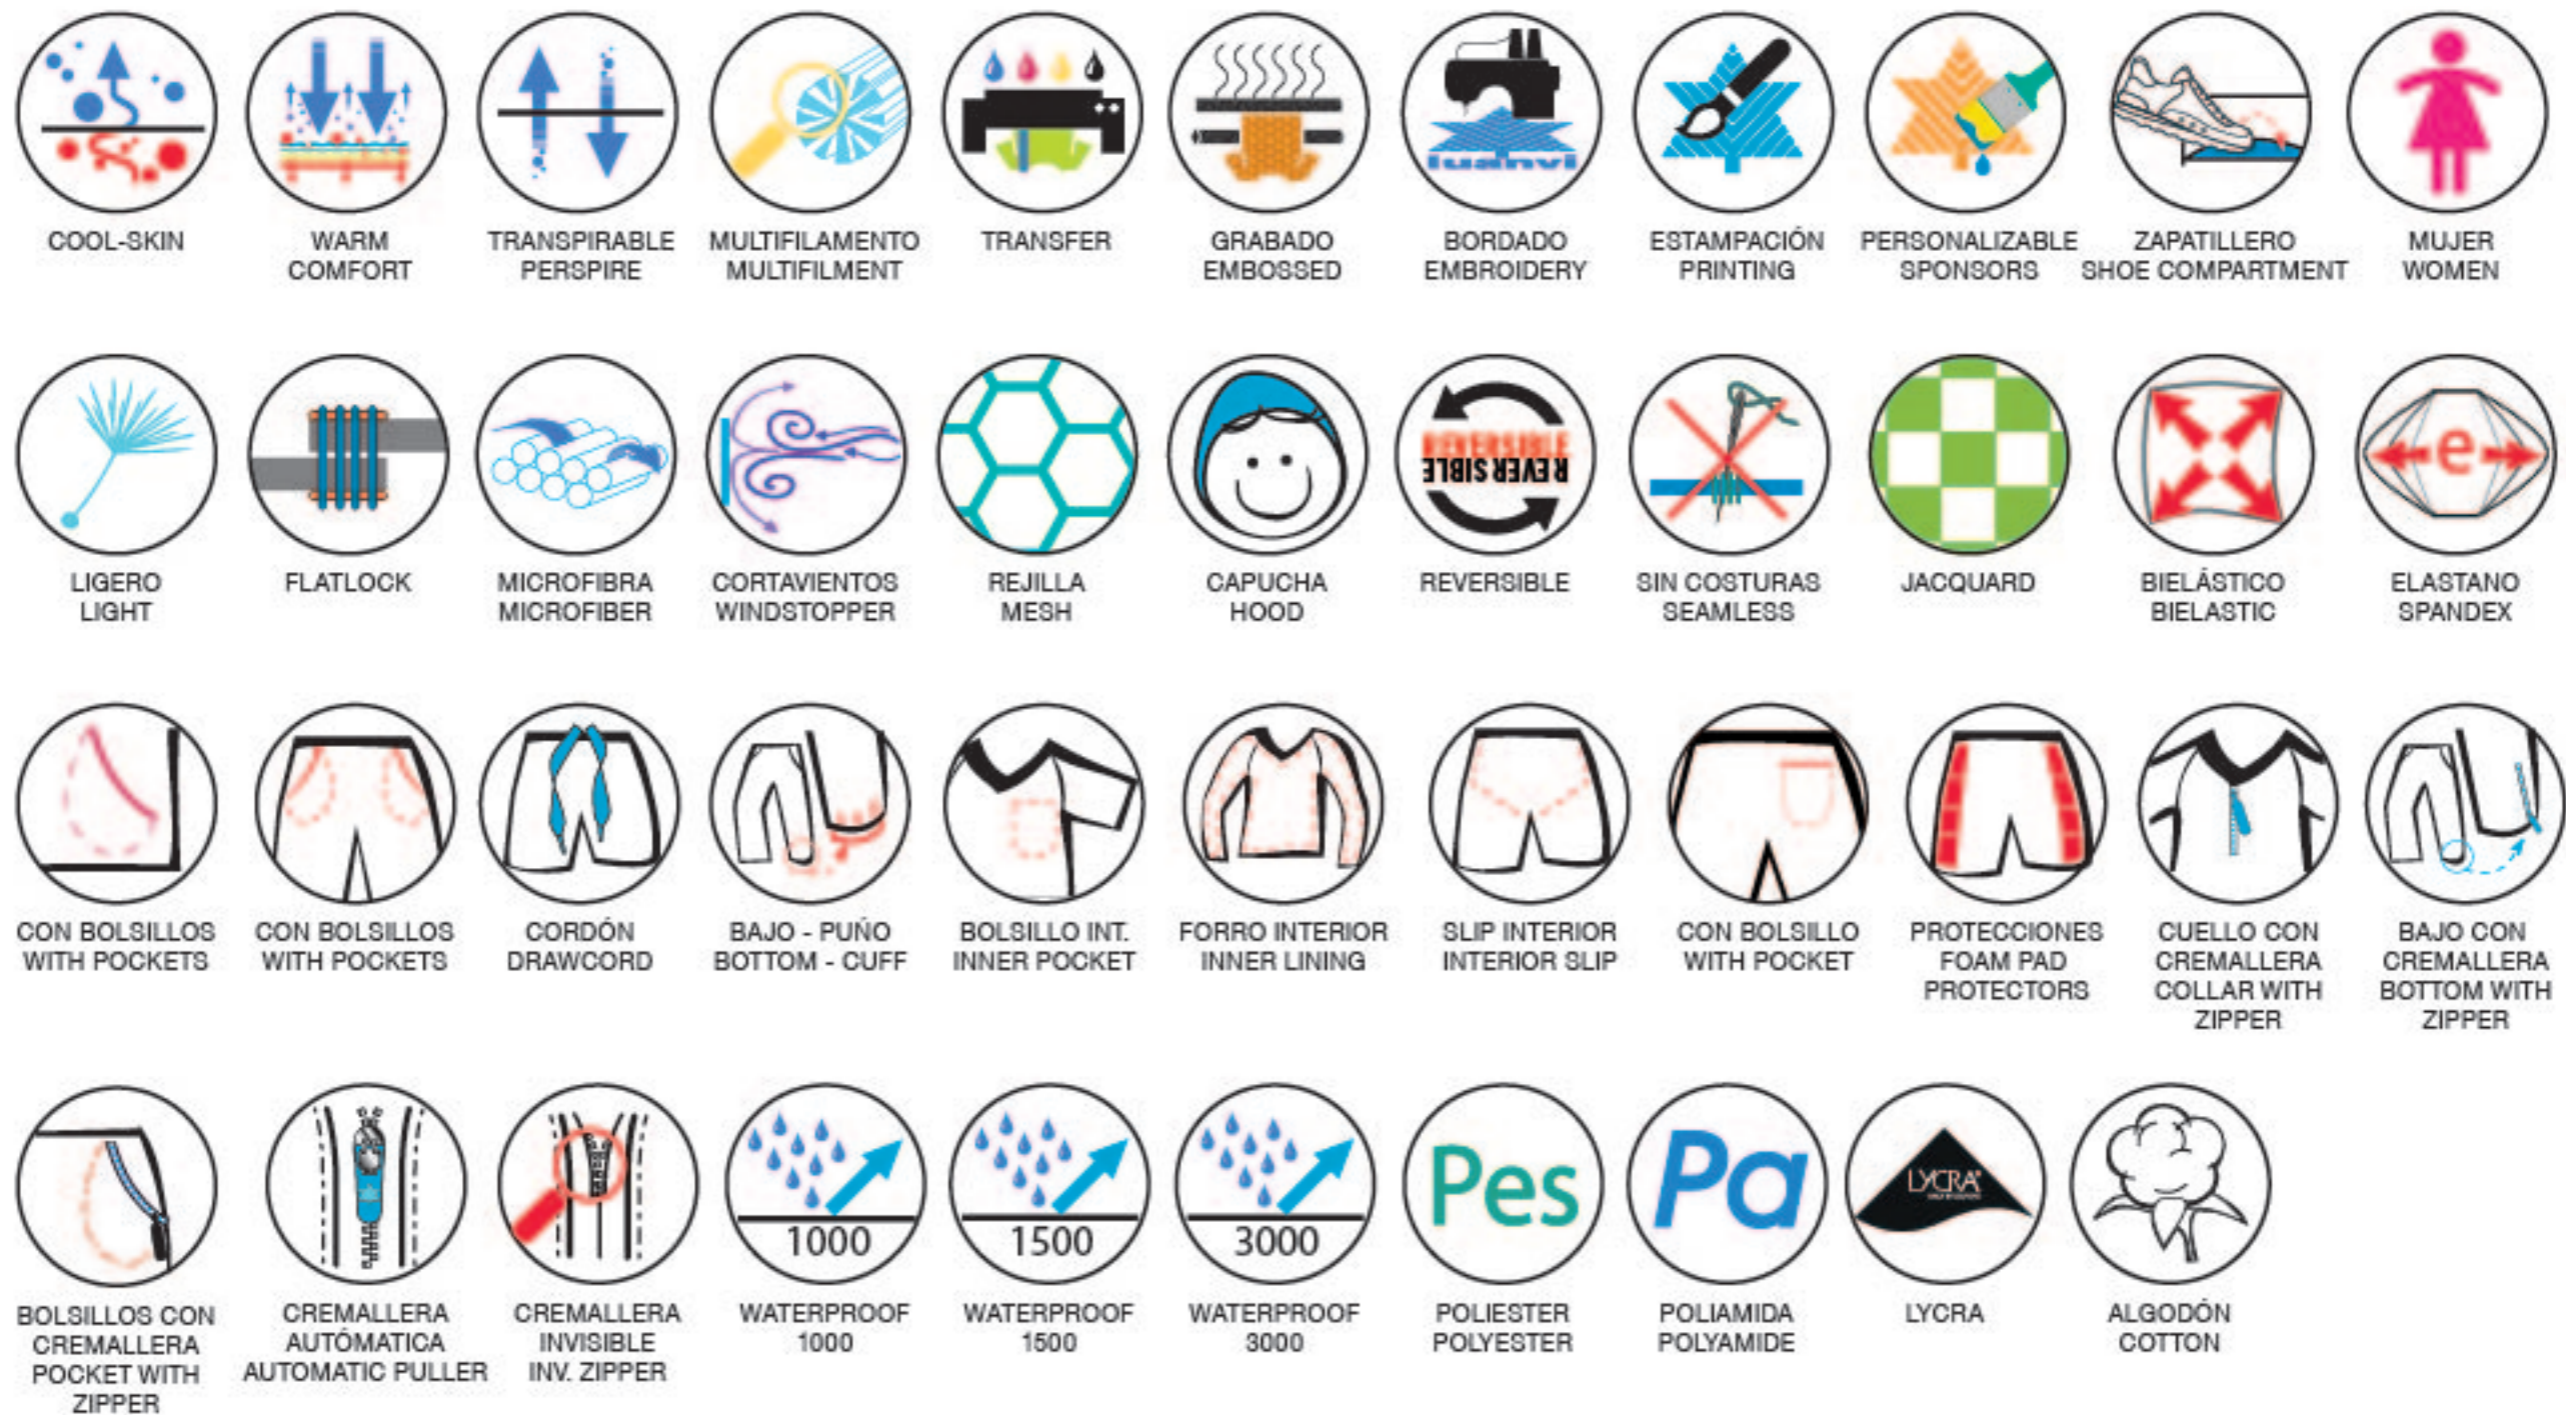 luanvi
COOL-SKIN
WARM
COMFORT
TRANSPIRABLE
PERSPIRE
MULTIFILAMENTO
MULTIFILMENT
TRANSFER
GRABADO
EMBOSSED
BORDADO
EMBROIDERY
ESTAMPACIÓN
PRINTING
PERSONALIZABLE
SPONSORS
ZAPATILLERO
SHOE COMPARTMENT
MUJER
WOMEN
REVERSIBLE
REVERSIBLE
e
LIGERO
LIGHT
FLATLOCK
MICROFIBRA
MICROFIBER
CORTAVIENTOS
WINDSTOPPER
REJILLA
MESH
CAPUCHA
HOOD
REVERSIBLE
SIN COSTURAS
SEAMLESS
JACQUARD
BIELÁSTICO
BIELASTIC
ELASTANO
SPANDEX
CON BOLSILLOS
WITH POCKETS
CON BOLSILLOS
WITH POCKETS
CORDÓN
DRAWCORD
BAJO - PUÑO
BOTTOM - CUFF
BOLSILLO INT.
INNER POCKET
FORRO INTERIOR
INNER LINING
SLIP INTERIOR
INTERIOR SLIP
CON BOLSILLO
WITH POCKET
PROTECCIONES
FOAM PAD
PROTECTORS
CUELLO CON
CREMALLERA
COLLAR WITH
ZIPPER
BAJO CON
CREMALLERA
BOTTOM WITH
ZIPPER
1000
1500
3000
Pes
Pa
LYCRA
BOLSILLOS CON
CREMALLERA
POCKET WITH
ZIPPER
CREMALLERA
AUTÓMATICA
AUTOMATIC PULLER
CREMALLERA
INVISIBLE
INV. ZIPPER
WATERPROOF
1000
WATERPROOF
1500
WATERPROOF
3000
POLIESTER
POLYESTER
POLIAMIDA
POLYAMIDE
LYCRA
ALGODÓN
COTTON